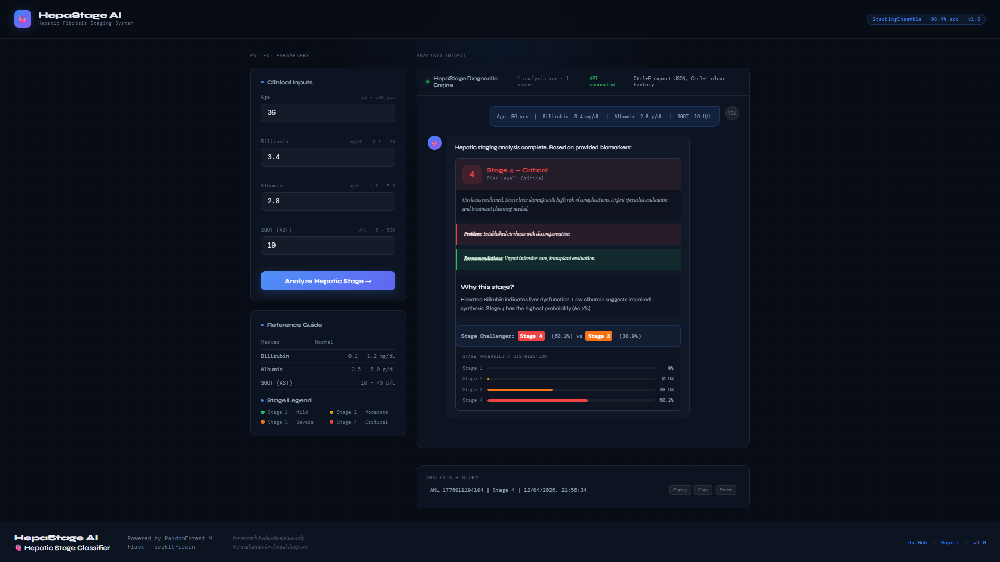 HepaStage AI
Hepatic Fibrosis Staging System
StackingEnsemble · 98.4% acc · v1.0
PATIENT PARAMETERS
Clinical Inputs
Age 18 – 100 yrs
36
Bilirubin mg/dL · 0.1 – 20
3.4
Albumin g/dL · 1.0 – 5.5
2.8
SGOT (AST) U/L · 5 – 500
19
Analyze Hepatic Stage →
Reference Guide
Marker Normal
Bilirubin 0.1 – 1.2 mg/dL
Albumin 3.5 – 5.0 g/dL
SGOT (AST) 10 – 40 U/L
Stage Legend
Stage 1 – Mild Stage 2 – Moderate
Stage 3 – Severe Stage 4 – Critical
ANALYSIS OUTPUT
HepaStage Diagnostic
Engine
1 analysis run · 1
saved
API
connected
Ctrl+E export JSON, Ctrl+L clear
history
Age: 36 yrs | Bilirubin: 3.4 mg/dL | Albumin: 2.8 g/dL | SGOT: 19 U/L
YOU
Hepatic staging analysis complete. Based on provided biomarkers:
4
Stage 4 — Critical
Risk Level: Critical
Cirrhosis confirmed. Severe liver damage with high risk of complications. Urgent specialist evaluation
and treatment planning needed.
Problem: Established cirrhosis with decompensation
Recommendations: Urgent intensive care, transplant evaluation
Why this stage?
Elevated Bilirubin indicates liver dysfunction. Low Albumin suggests impaired
synthesis. Stage 4 has the highest probability (60.2%).
Stage Challenger: Stage 4 (60.2%) vs Stage 3 (38.9%)
STAGE PROBABILITY DISTRIBUTION
Stage 1 0%
Stage 2 0.9%
Stage 3 38.9%
Stage 4 60.2%
ANALYSIS HISTORY
ANL-1776011194104 | Stage 4 | 12/04/2026, 21:56:34
Replay Copy Delete
HepaStage AI
Hepatic Stage Classifier
Powered by RandomForest ML
Flask + scikit-learn
For research & educational use only.
Not a substitute for clinical diagnosis.
GitHub · Report · v1.0